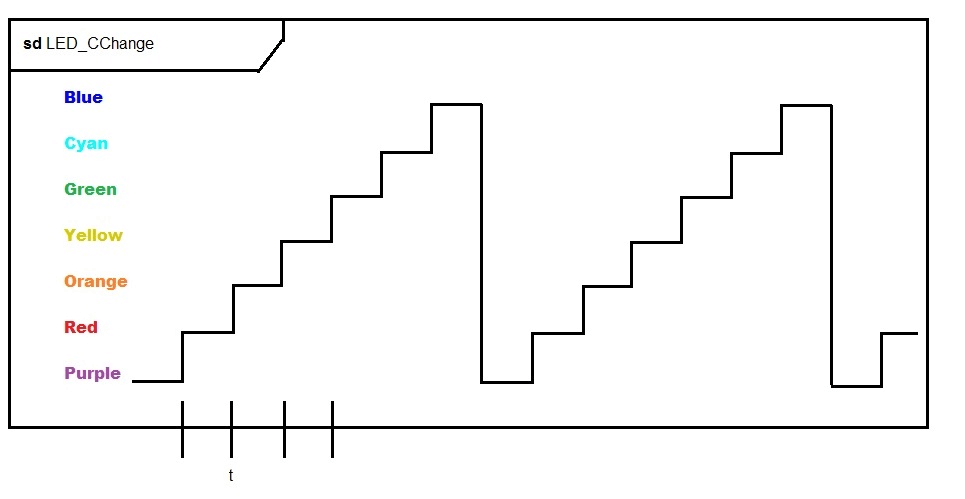 sd LED_CChange
Blue
Cyan
Green
Yellow
Orange
Red
Purple
t